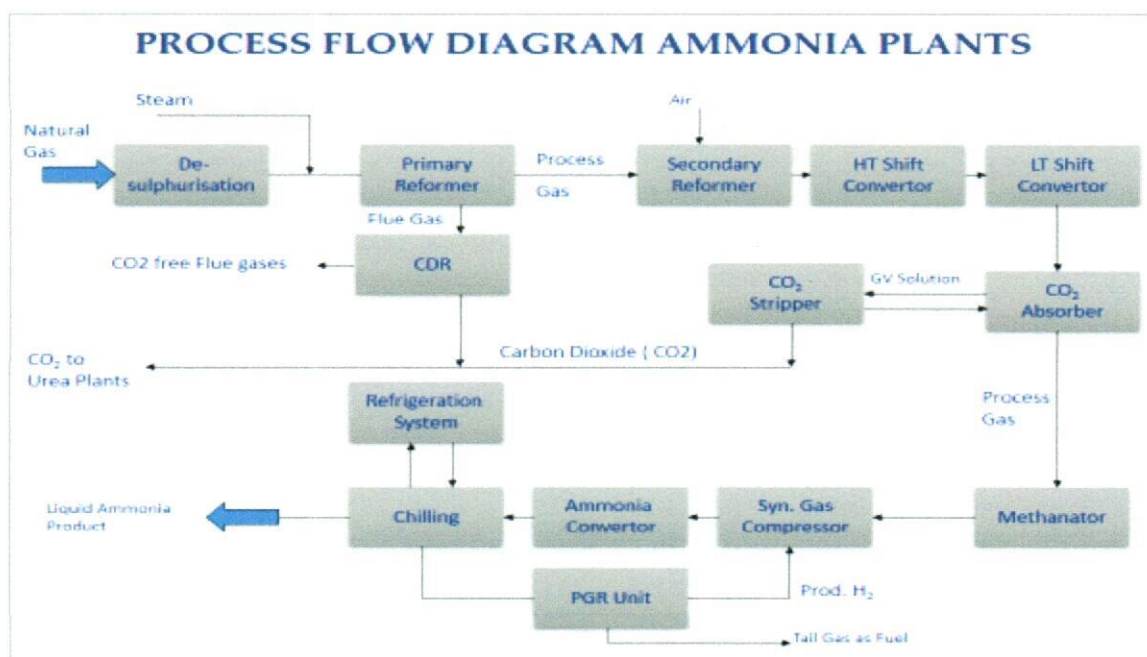 PROCESS FLOW DIAGRAM AMMONIA PLANTS
Steam
Air
Natural
Gas
De-
sulphurisation
Primary
Reformer
Process
Gas
Secondary
Reformer
HT Shift
Convertor
LT Shift
Convertor
Flue Gas
CO2 free Flue gases
CDR
CO₂
Stripper
GV Solution
CO₂
Absorber
Carbon Dioxide ( CO2)
CO₂ to
Urea Plants
Refrigeration
System
Process
Gas
Liquid Ammonia
Product
Chilling
Ammonia
Convertor
Syn. Gas
Compressor
Methanator
PGR Unit
Prod. H₂
Tail Gas as Fuel